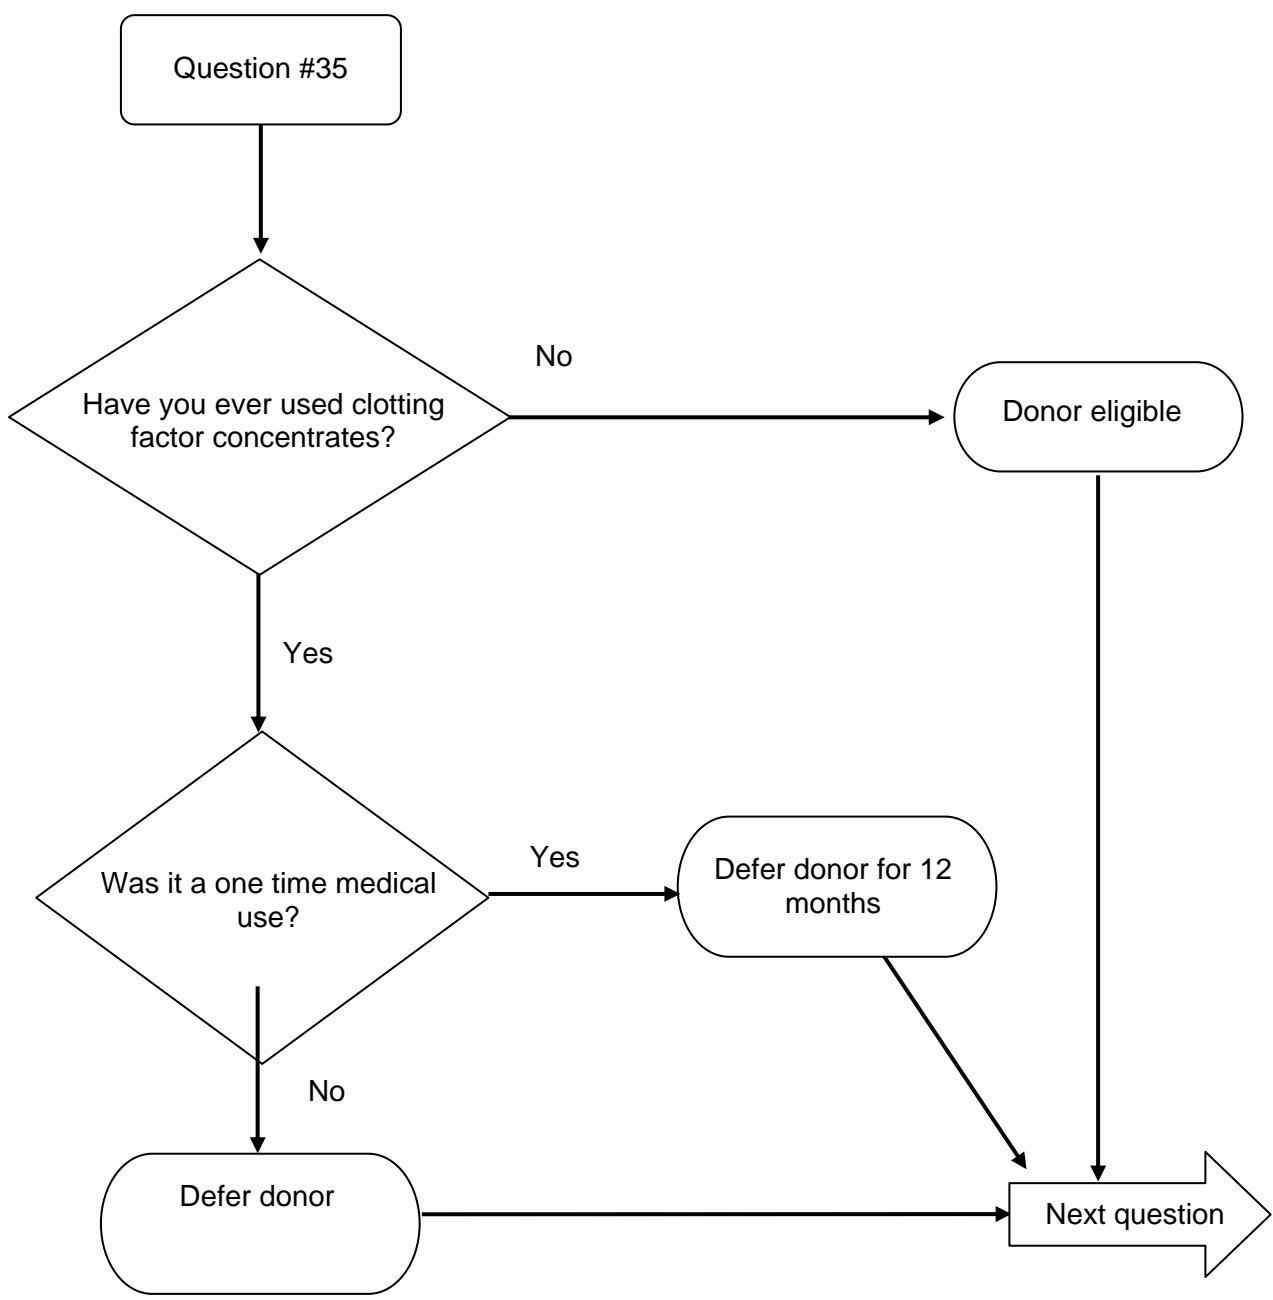 Question #35
No
Have you ever used clotting
factor concentrates?
Donor eligible
Yes
Was it a one time medical
use?
Yes
Defer donor for 12
months
No
Defer donor
Next question